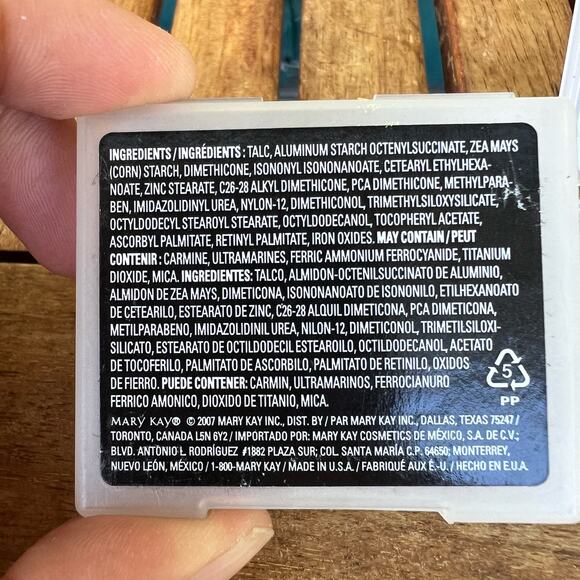 INGREDIENTS / INGRÉDIENTS : TALC, ALUMINUM STARCH OCTENYLSUCCINATE, ZEA MAYS
(CORN) STARCH, DIMETHICONE, ISONONYL ISONONANOATE, CETEARYL ETHYLHEXA-
NOATE, ZINC STEARATE, C26-28 ALKYL DIMETHICONE, PCA DIMETHICONE, METHYLPARA-
BEN, IMIDAZOLIDINYL UREA, NYLON-12, DIMETHICONOL, TRIMETHYLSILOXYSILICATE,
OCTYLDODECYL STEAROYL STEARATE, OCTYLDODECANOL, TOCOPHERYL ACETATE,
ASCORBYL PALMITATE, RETINYL PALMITATE, IRON OXIDES. MAY CONTAIN / PEUT
CONTENIR : CARMINE, ULTRAMARINES, FERRIC AMMONIUM FERROCYANIDE, TITANIUM
DIOXIDE, MICA. INGREDIENTES: TALCO, ALMIDON-OCTENILSUCCINATO DE ALUMINIO,
ALMIDON DE ZEA MAYS, DIMETICONA, ISONONANOATO DE ISONONILO, ETILHEXANOATO
DE CETEARILO, ESTEARATO DE ZINC, C26-28 ALQUIL DIMETICONA, PCA DIMETICONA,
METILPARABENO, IMIDAZOLIDINIL UREA, NILON-12, DIMETICONOL, TRIMETILSILOXI-
SILICATO, ESTEARATO DE OCTILDODECIL ESTEAROILO, OCTILDODECANOL, ACETATO
DE TOCOFERILO, PALMITATO DE ASCORBILO, PALMITATO DE RETINILO, OXIDOS
DE FIERRO. PUEDE CONTENER: CARMIN, ULTRAMARINOS, FERROCIANURO
FERRICO AMONICO, DIOXIDO DE TITANIO, MICA.
5
PP
MARY KAY® © 2007 MARY KAY INC., DIST. BY / PAR MARY KAY INC., DALLAS, TEXAS 75247 /
TORONTO, CANADA L5N 6Y2 / IMPORTADO POR: MARY KAY COSMETICS DE MÉXICO, S.A. DE C.V.;
BLVD. ANTONIO L. RODRÍGUEZ #1882 PLAZA SUR; COL. SANTA MARÍA C.P. 64650; MONTERREY,
NUEVO LEÓN, MÉXICO / 1-800-MARY KAY / MADE IN U.S.A. / FABRIQUÉ AUX É.-U. / HECHO EN E.U.A.